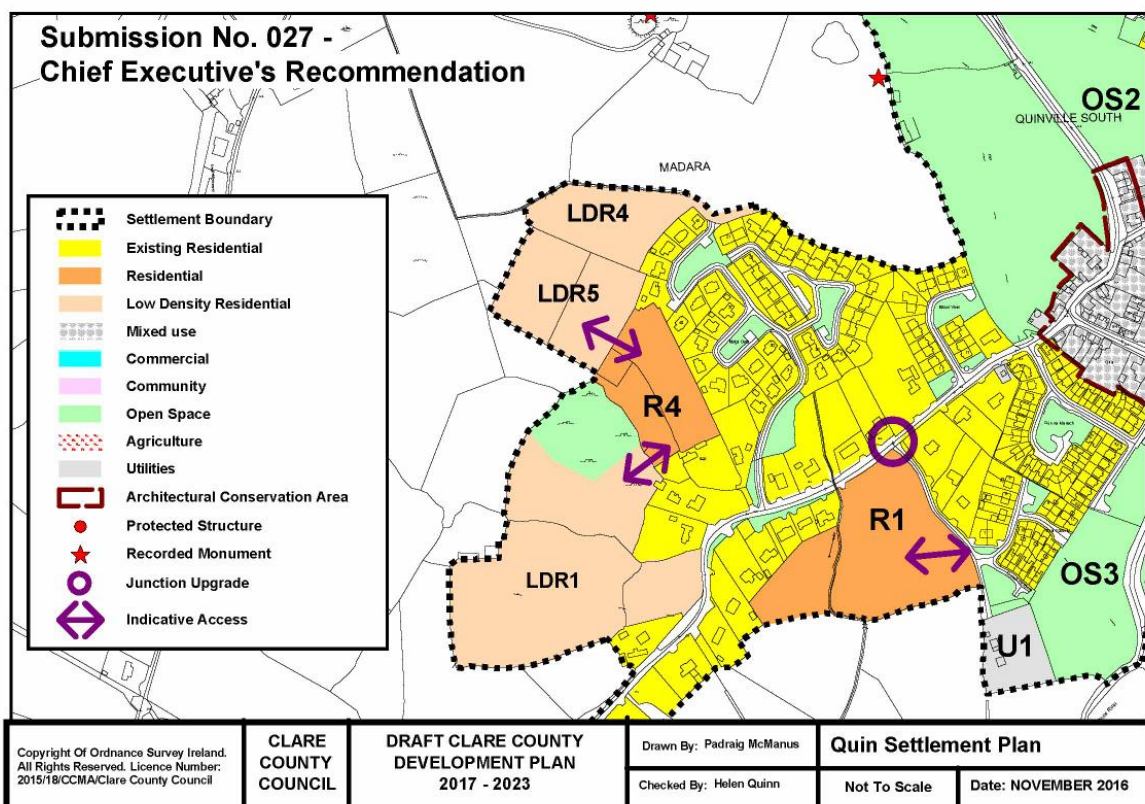 Submission No. 027 -
Chief Executive's Recommendation
OS2
QUINVILLE SOUTH
MADARA
LDR4
LDR5
R4
R1
LDR1
OS3
U1
Settlement Boundary
Existing Residential
Residential
Low Density Residential
Mixed use
Commercial
Community
Open Space
Agriculture
Utilities
Architectural Conservation Area
Protected Structure
Recorded Monument
Junction Upgrade
Indicative Access
Copyright Of Ordnance Survey Ireland.
All Rights Reserved. Licence Number:
2015/18/CCMA/Clare County Council
CLARE
COUNTY
COUNCIL
DRAFT CLARE COUNTY
DEVELOPMENT PLAN
2017 - 2023
Drawn By: Padraig McManus
Checked By: Helen Quinn
Quin Settlement Plan
Not To Scale
Date: NOVEMBER 2016